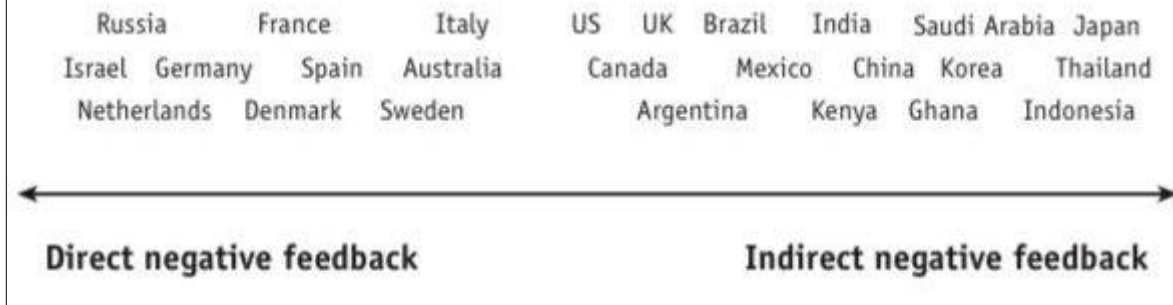 Russia France Italy US UK Brazil India Saudi Arabia Japan
Israel Germany Spain Australia Canada Mexico China Korea Thailand
Netherlands Denmark Sweden Argentina Kenya Ghana Indonesia
Direct negative feedback Indirect negative feedback